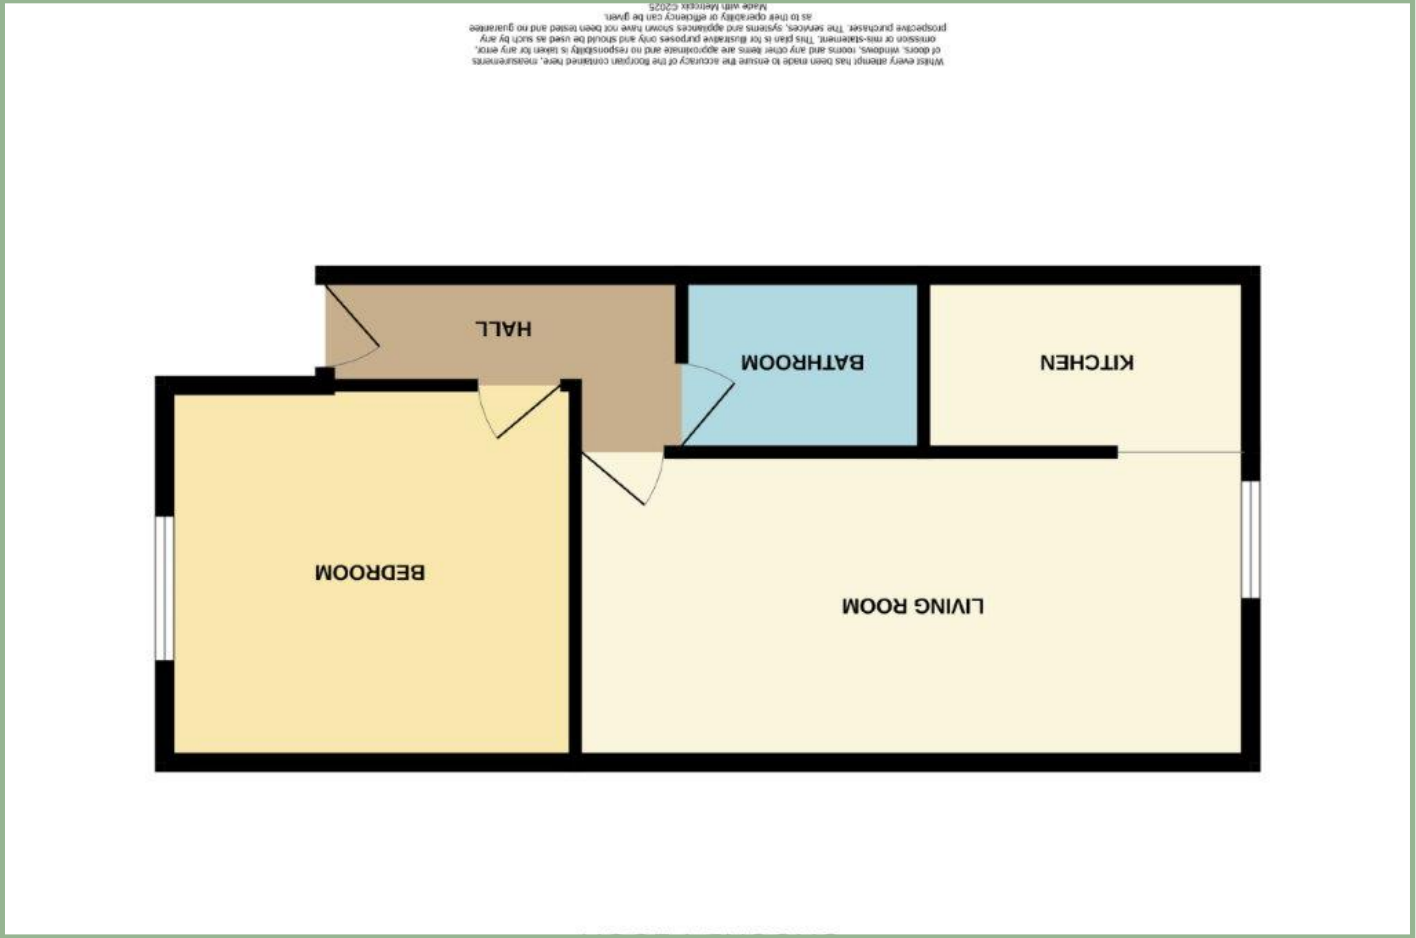 LIVING ROOM
BEDROOM
KITCHEN
BATHROOM
HALL
Whilst every attempt has been made to ensure the accuracy of the floorplan contained here, measurements
of doors, windows, rooms and any other items are approximate and no responsibility is taken for any error,
omission or mis-statement. This plan is for illustrative purposes only and should be used as such by any
prospective purchaser. The services, systems and appliances shown have not been tested and no guarantee
as to their operability or efficiency can be given.
Made with Metropix ©2025